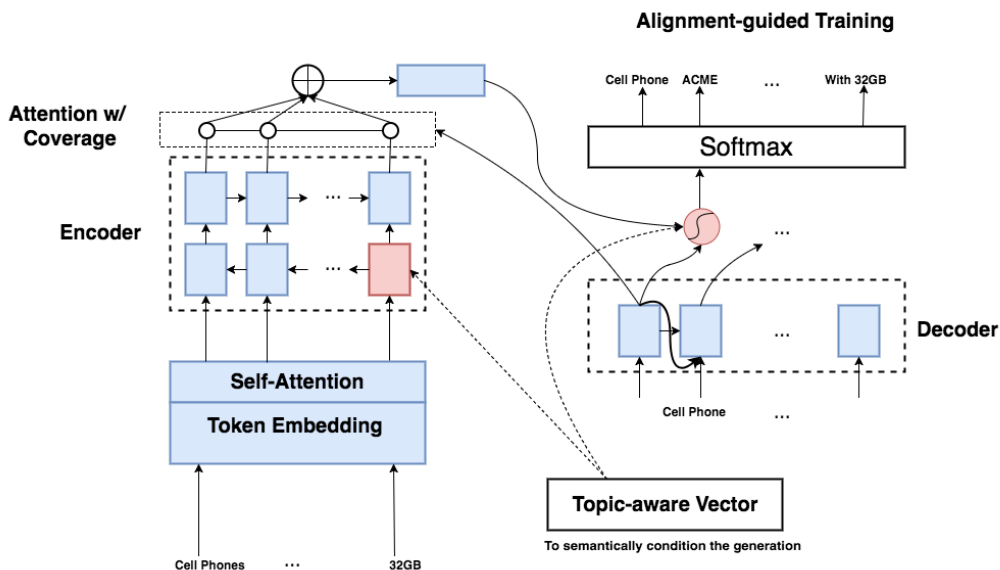 Alignment-guided Training
Cell Phone ACME ... With 32GB
Attention w/
Coverage
Softmax
Encoder
...
...
...
Decoder
...
Self-Attention
Token Embedding
Cell Phone ...
Topic-aware Vector
To semantically condition the generation
Cell Phones ... 32GB